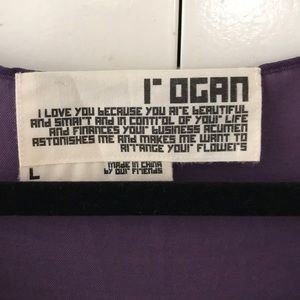 rogan
I LOVE YOU BECAUSE YOU ARE BEAUTIFUL
AND SMART AND IN CONTROL OF YOUR LIFE
AND FINANCES YOUR BUSINESS ACUMEN
ASTONISHES ME AND MAKES ME WANT TO
ARRANGE YOUR FLOWERS
L
MADE IN CHINA
by our FRIENDS